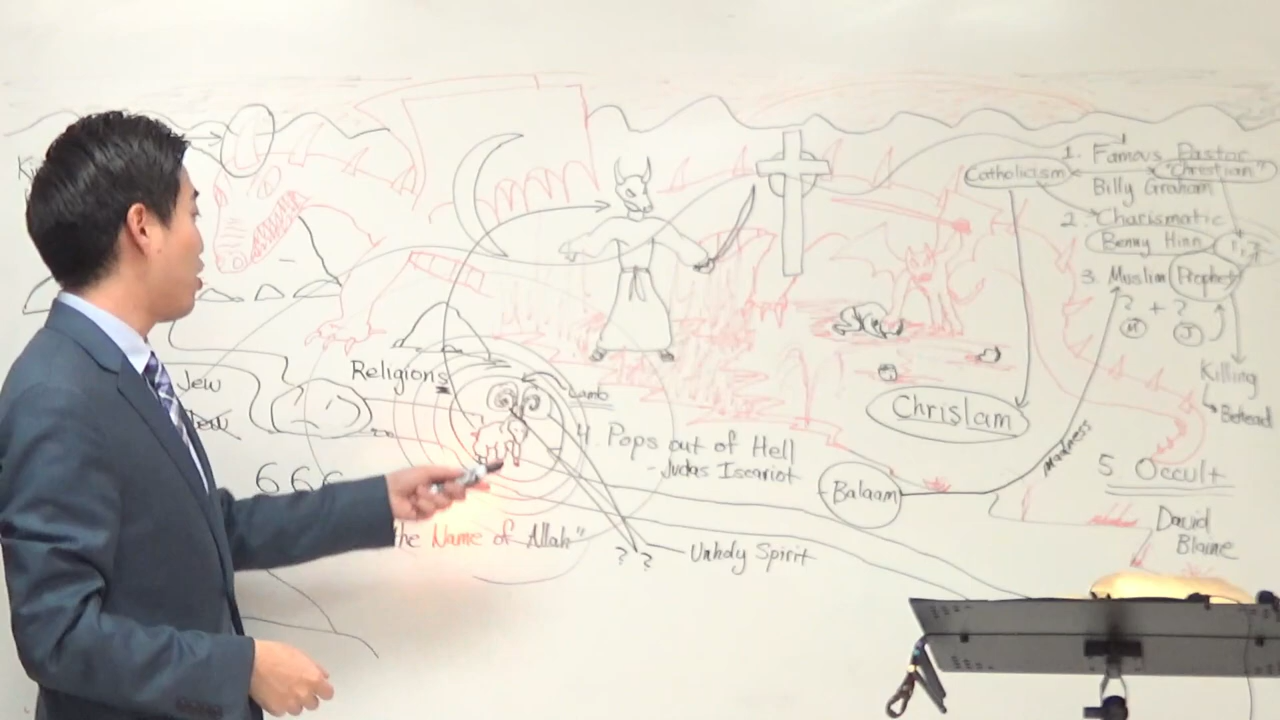 Ki
1. Famous Pastor
Catholicism
"Christian"
Billy Graham
2. Charismatic
Benny Hinn
3. Muslim Prophet
? + ?
M
J
Killing
Behead
Religions
Lamb
Jew
Chrislam
4. Pops out of Hell
- Judas Iscariot
Madness
5 Occult
666
- Balaam
the Name of Allah"
David
Blaine
? ?
Unholy Spirit